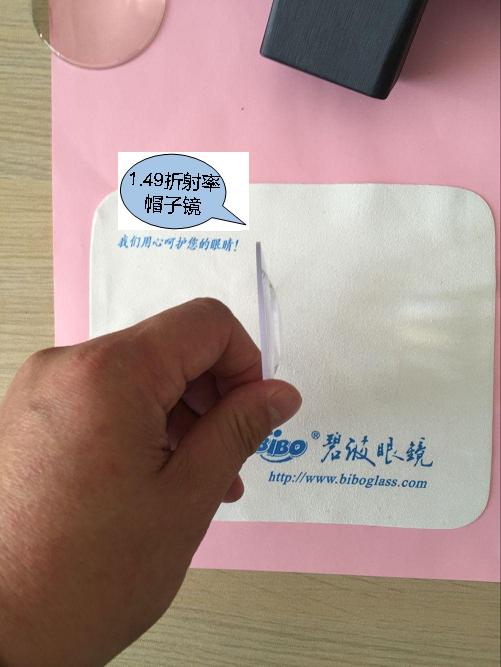 1.49折射率
帽子镜
我们用心呵护您的眼睛!
BIBO® 碧波眼镜
http://www.biboglass.com